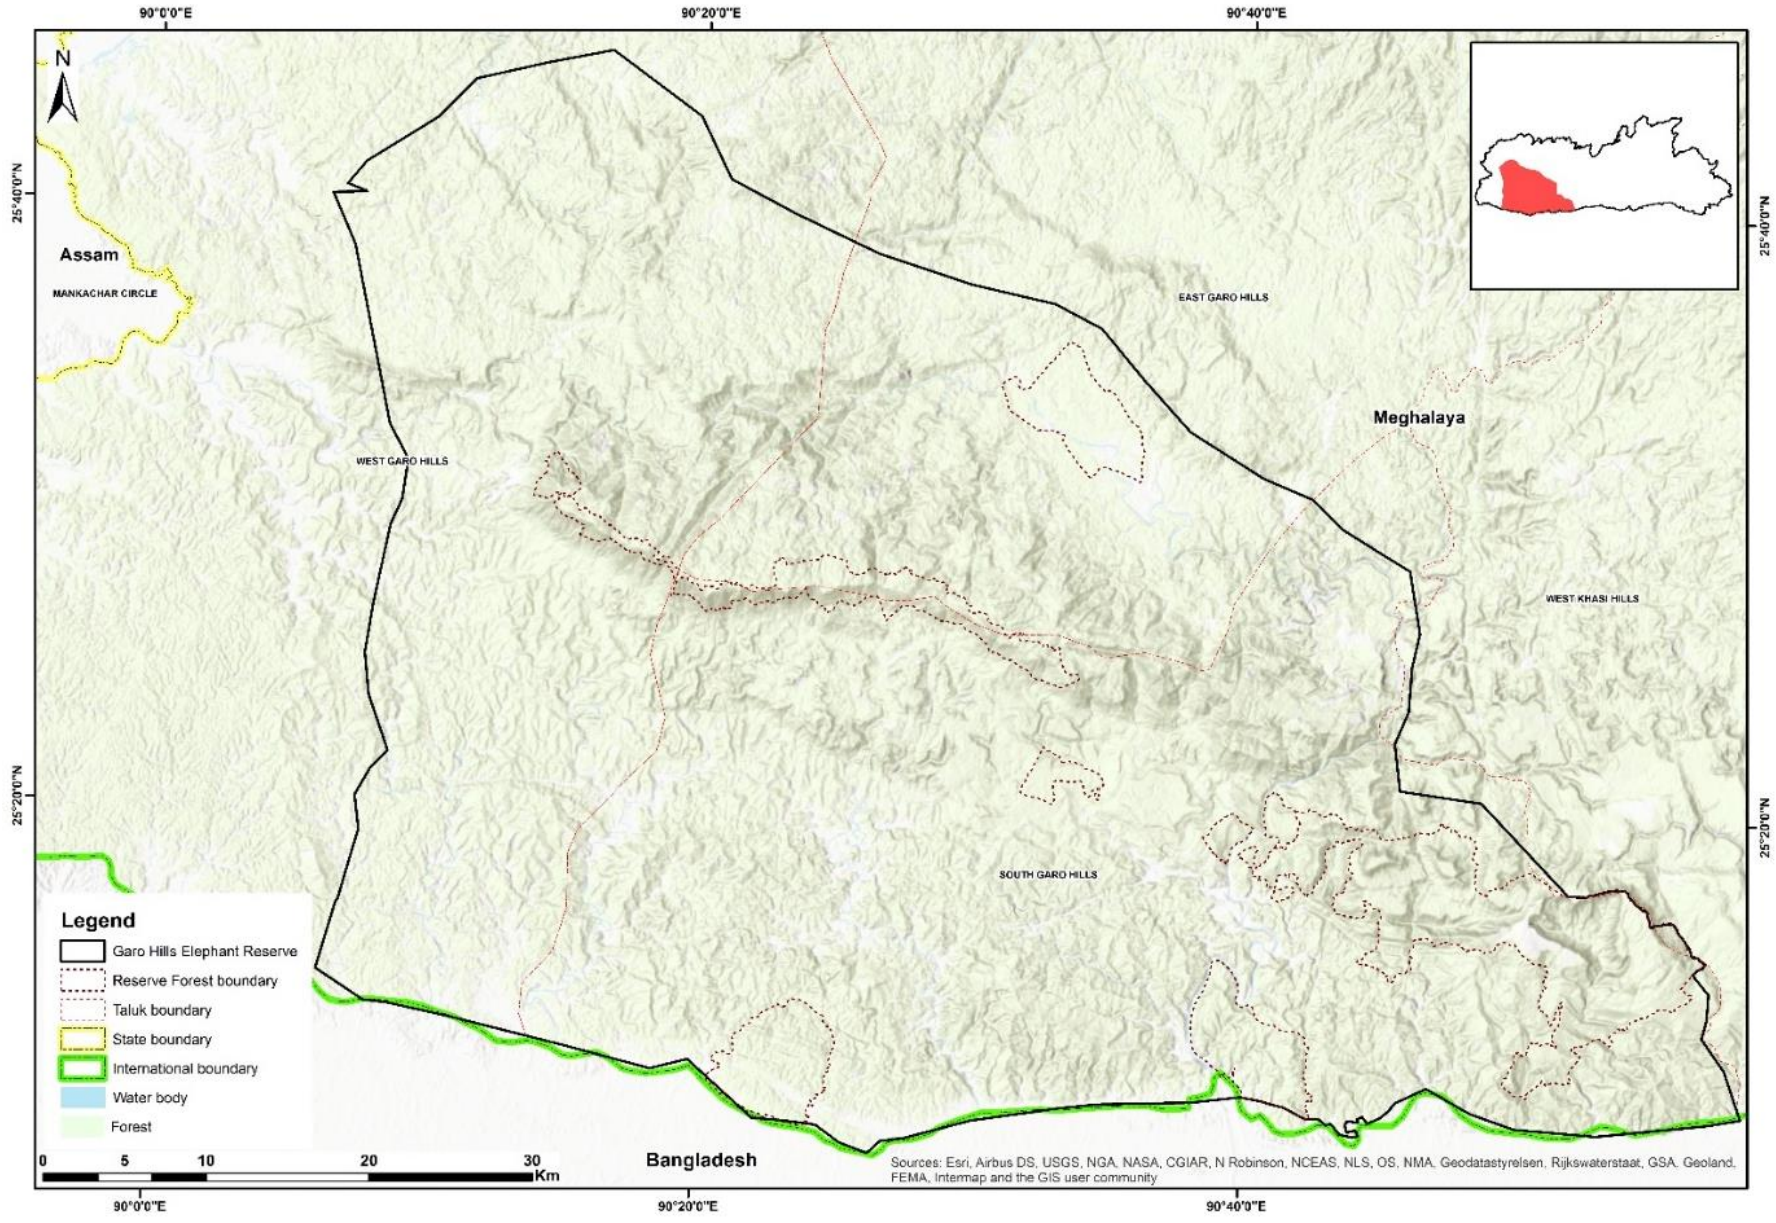 90°0'0"E
90°20'0"E
90°40'0"E
N
25°40'0"N
25°40'0"N
Assam
MANKACHAR CIRCLE
EAST GARO HILLS
Meghalaya
WEST GARO HILLS
WEST KHASI HILLS
25°20'0"N
25°20'0"N
SOUTH GARO HILLS
Legend
Garo Hills Elephant Reserve
Reserve Forest boundary
Taluk boundary
State boundary
International boundary
Water body
Forest
0 5 10 20 30
Km
Bangladesh
Sources: Esri, Airbus DS, USGS, NGA, NASA, CGIAR, N Robinson, NCEAS, NLS, OS, NMA, Geodatastyrelsen, Rijkswaterstaat, GSA, Geoland,
FEMA, Intermap and the GIS user community
90°0'0"E
90°20'0"E
90°40'0"E